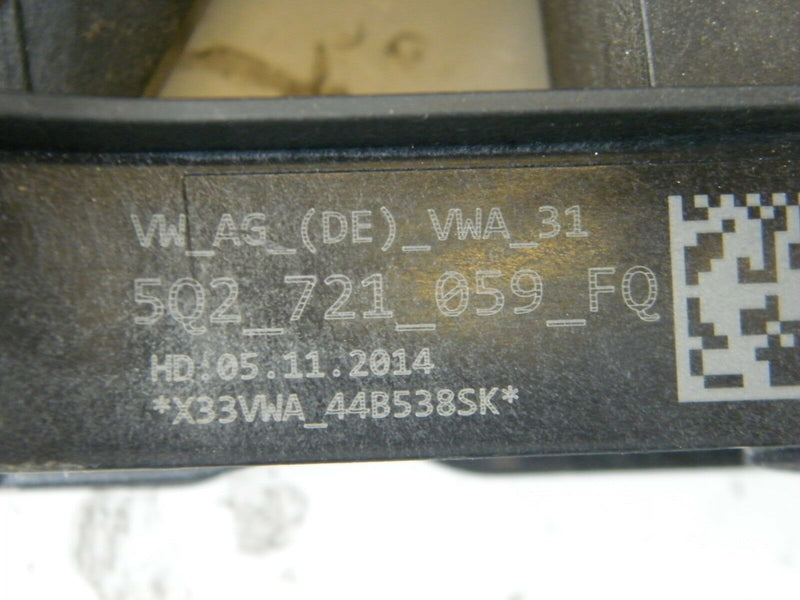 VW_AG_(DE)_VWA_31
5Q2_721_059_FQ
HD:05.11.2014
*X33VWA_44B538SK*